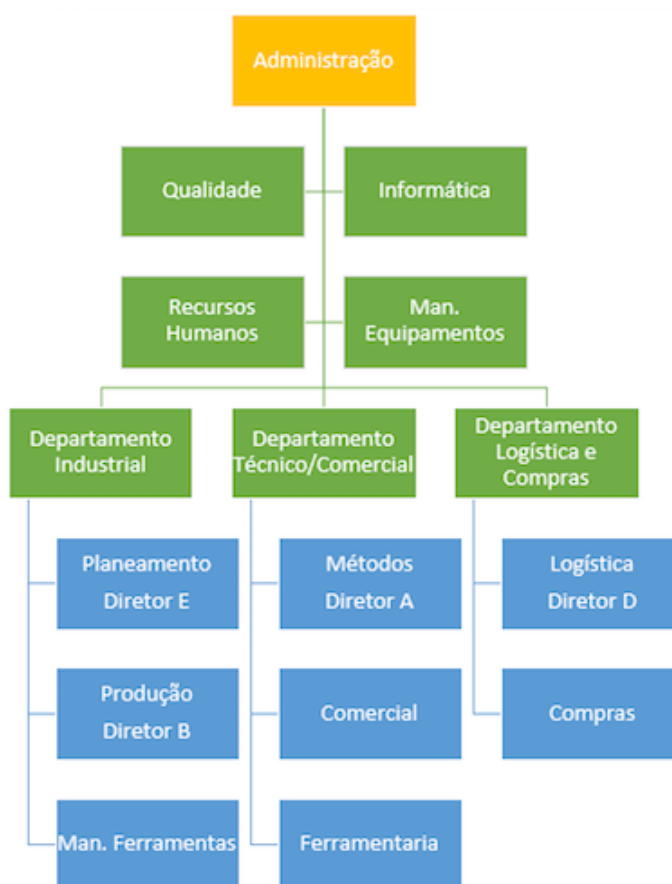 Administração
Qualidade
Informática
Recursos
Humanos
Man.
Equipamentos
Departamento
Industrial
Departamento
Técnico/Comercial
Departamento
Logística e
Compras
Planeamento
Diretor E
Métodos
Diretor A
Logística
Diretor D
Produção
Diretor B
Comercial
Compras
Man. Ferramentas
Ferramentaria